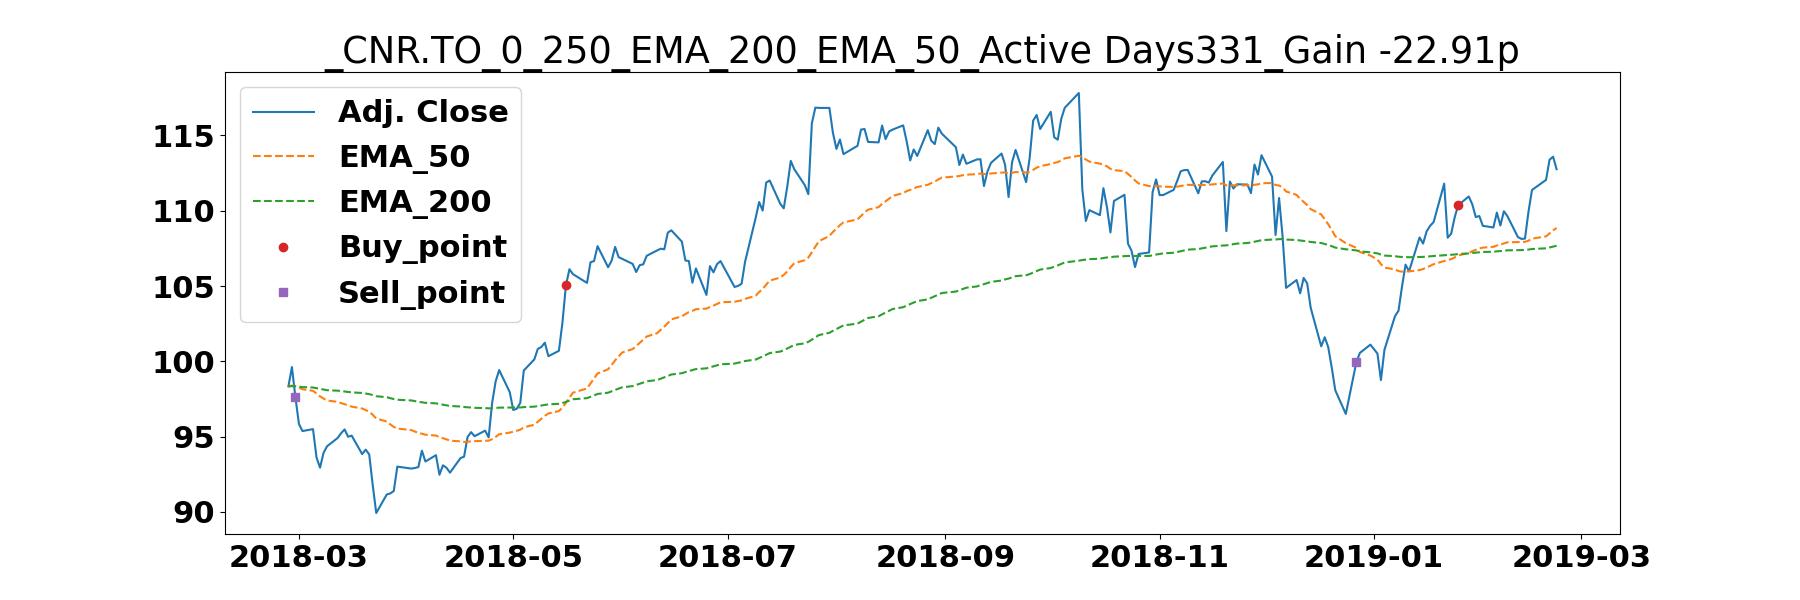 _CNR.TO_0_250_EMA_200_EMA_50_Active Days331_Gain -22.91p
Adj. Close
EMA_50
EMA_200
Buy_point
Sell_point
115
110
105
100
95
90
2018-03 2018-05 2018-07 2018-09 2018-11 2019-01 2019-03